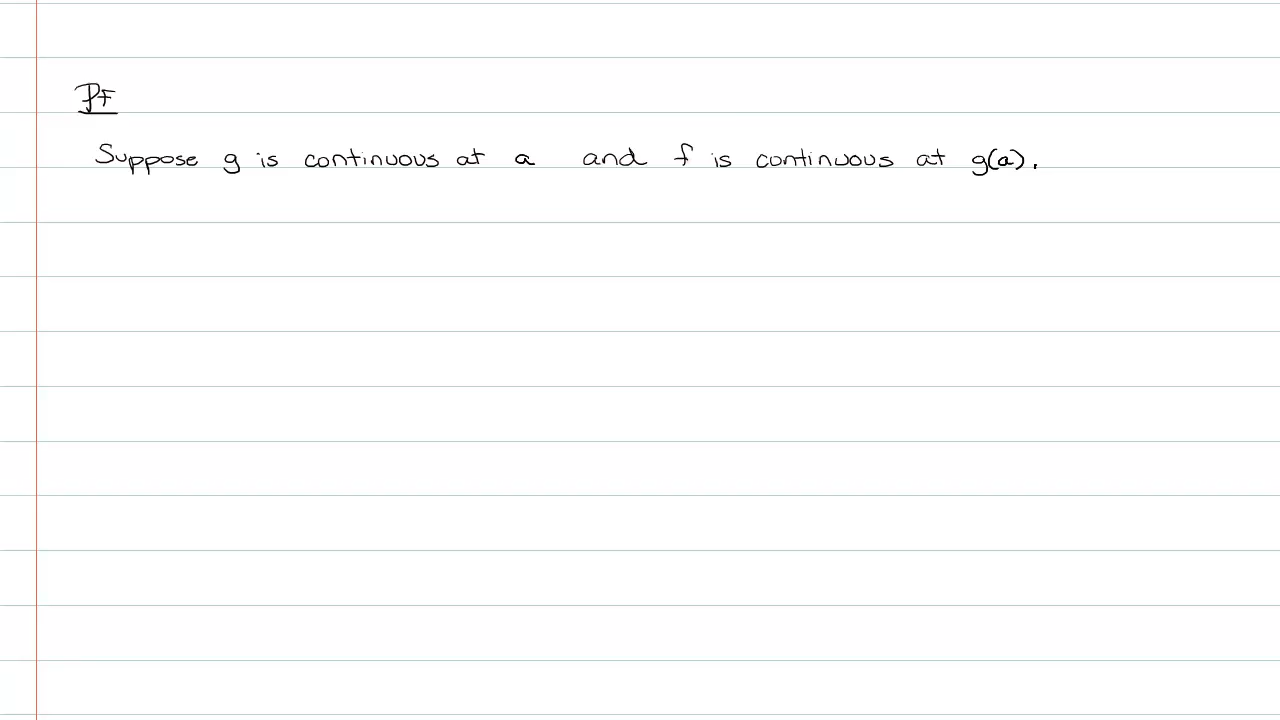 Pf
Suppose g is continuous at a and f is continuous at g(a).